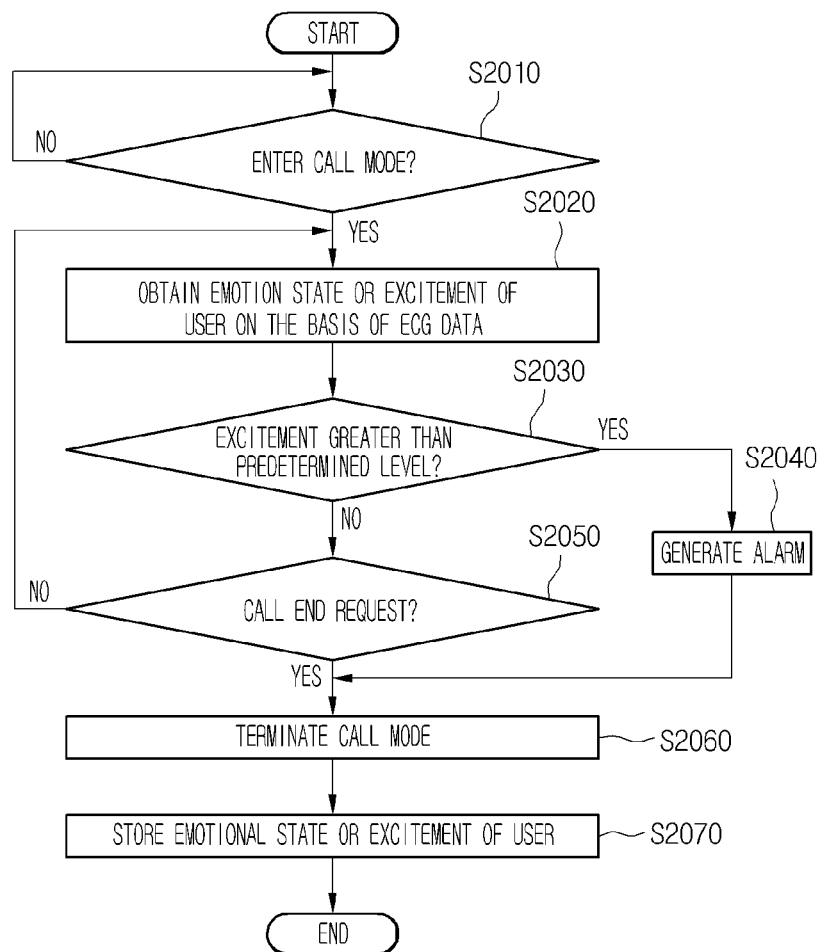 START
S2010
NO
ENTER CALL MODE?
S2020
YES
OBTAIN EMOTION STATE OR EXCITEMENT OF
USER ON THE BASIS OF ECG DATA
S2030
EXCITEMENT GREATER THAN
PREDETERMINED LEVEL?
YES
S2040
NO
S2050
GENERATE ALARM
NO
CALL END REQUEST?
YES
TERMINATE CALL MODE
S2060
STORE EMOTIONAL STATE OR EXCITEMENT OF USER
S2070
END